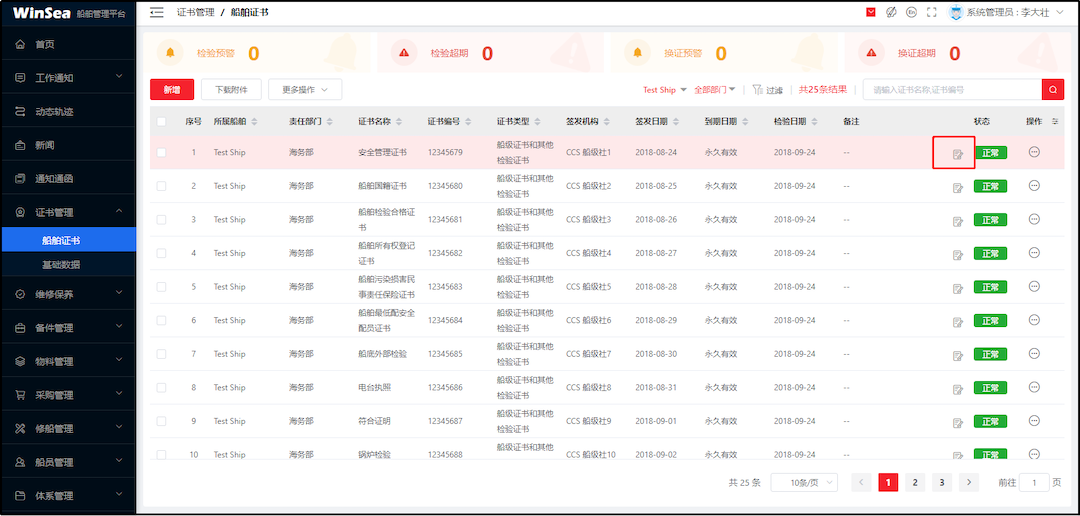 WinSea 船舶管理平台
证书管理 / 船舶证书
En
系统管理员 : 李大壮
首页
工作通知
动态轨迹
新闻
通知通函
证书管理
船舶证书
基础数据
维修保养
备件管理
物料管理
采购管理
修船管理
船员管理
体系管理
检验预警 0
检验超期 0
换证预警 0
换证超期 0
新增 下载附件 更多操作 Test Ship 全部部门 过滤 共25条结果 请输入证书名称,证书编号
序号 所属船舶 责任部门 证书名称 证书编号 证书类型 签发机构 签发日期 到期日期 检验日期 备注 状态 操作
1 Test Ship 海务部 安全管理证书 12345679 船级证书和其他检验证书 CCS 船级社1 2018-08-24 永久有效 2018-09-24 -- 正常
2 Test Ship 海务部 船舶国籍证书 12345680 船级证书和其他检验证书 CCS 船级社2 2018-08-25 永久有效 2018-09-24 -- 正常
3 Test Ship 海务部 船舶检验合格证书 12345681 船级证书和其他检验证书 CCS 船级社3 2018-08-26 永久有效 2018-09-24 -- 正常
4 Test Ship 海务部 船舶所有权登记证书 12345682 船级证书和其他检验证书 CCS 船级社4 2018-08-27 永久有效 2018-09-24 -- 正常
5 Test Ship 海务部 船舶污染损害民事责任保险证书 12345683 船级证书和其他检验证书 CCS 船级社5 2018-08-28 永久有效 2018-09-24 -- 正常
6 Test Ship 海务部 船舶最低配安全配员证书 12345684 船级证书和其他检验证书 CCS 船级社6 2018-08-29 永久有效 2018-09-24 -- 正常
7 Test Ship 海务部 船底外部检验 12345685 船级证书和其他检验证书 CCS 船级社7 2018-08-30 永久有效 2018-09-24 -- 正常
8 Test Ship 海务部 电台执照 12345686 船级证书和其他检验证书 CCS 船级社8 2018-08-31 永久有效 2018-09-24 -- 正常
9 Test Ship 海务部 符合证明 12345687 船级证书和其他检验证书 CCS 船级社9 2018-09-01 永久有效 2018-09-24 -- 正常
10 Test Ship 海务部 锅炉检验 12345688 船级证书和其他 CCS 船级社10 2018-09-02 永久有效 2018-09-24 -- 正常
共 25 条 10条/页 1 2 3 前往 1 页